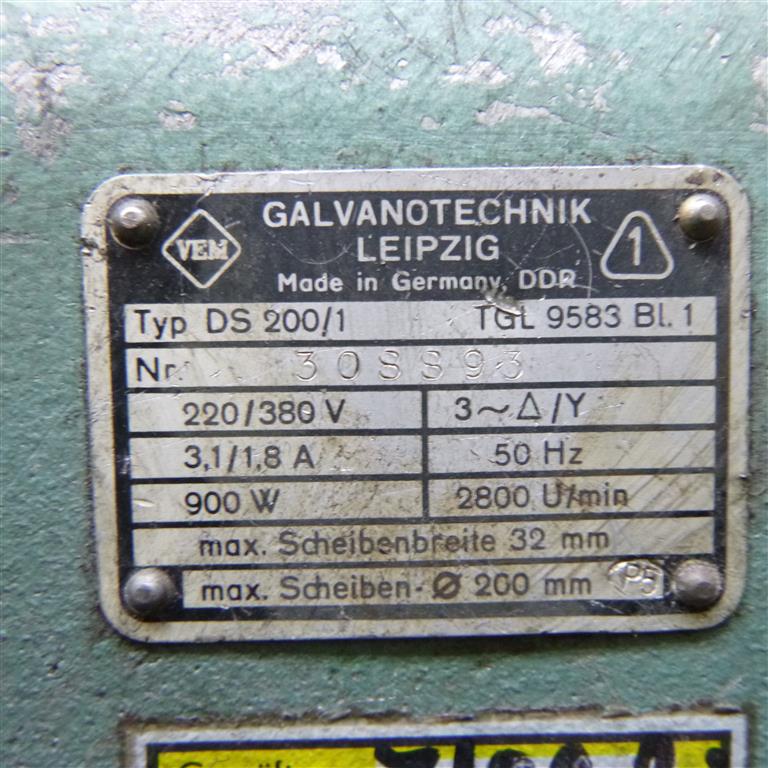 VEM
GALVANOTECHNIK
LEIPZIG
Made in Germany, DDR
1
Typ DS 200/1 TGL 9583 Bl. 1
Nr. 308893
220/380 V 3~Δ/Y
3,1/1,8 A 50 Hz
900 W 2800 U/min
max. Scheibenbreite 32 mm
max. Scheiben-Ø 200 mm P5